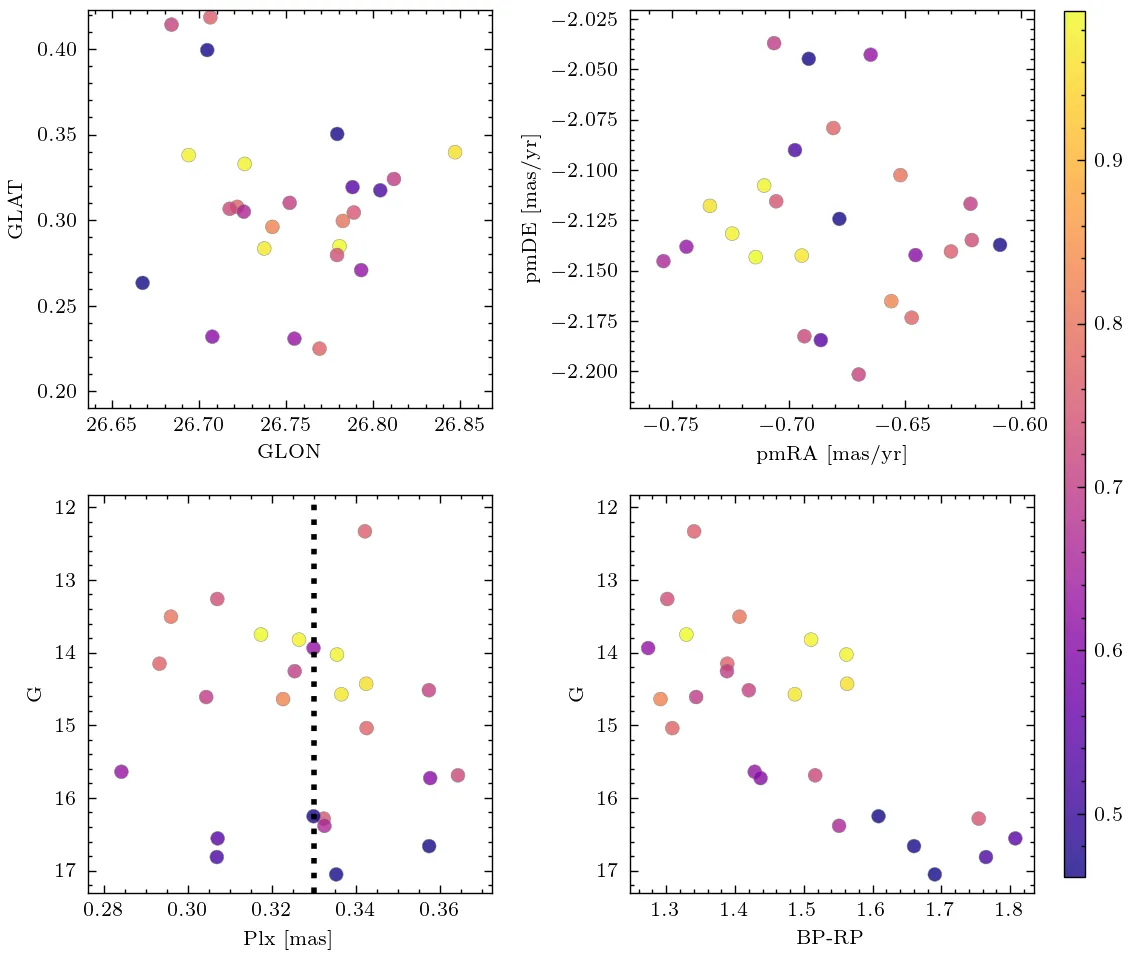 0.40
0.35
0.30
0.25
0.20
GLAT
26.65 26.70 26.75 26.80 26.85
GLON
−2.025
−2.050
−2.075
−2.100
−2.125
−2.150
−2.175
−2.200
pmDE [mas/yr]
−0.75 −0.70 −0.65 −0.60
pmRA [mas/yr]
12
13
14
15
16
17
G
0.28 0.30 0.32 0.34 0.36
Plx [mas]
12
13
14
15
16
17
G
1.3 1.4 1.5 1.6 1.7 1.8
BP-RP
0.9
0.8
0.7
0.6
0.5